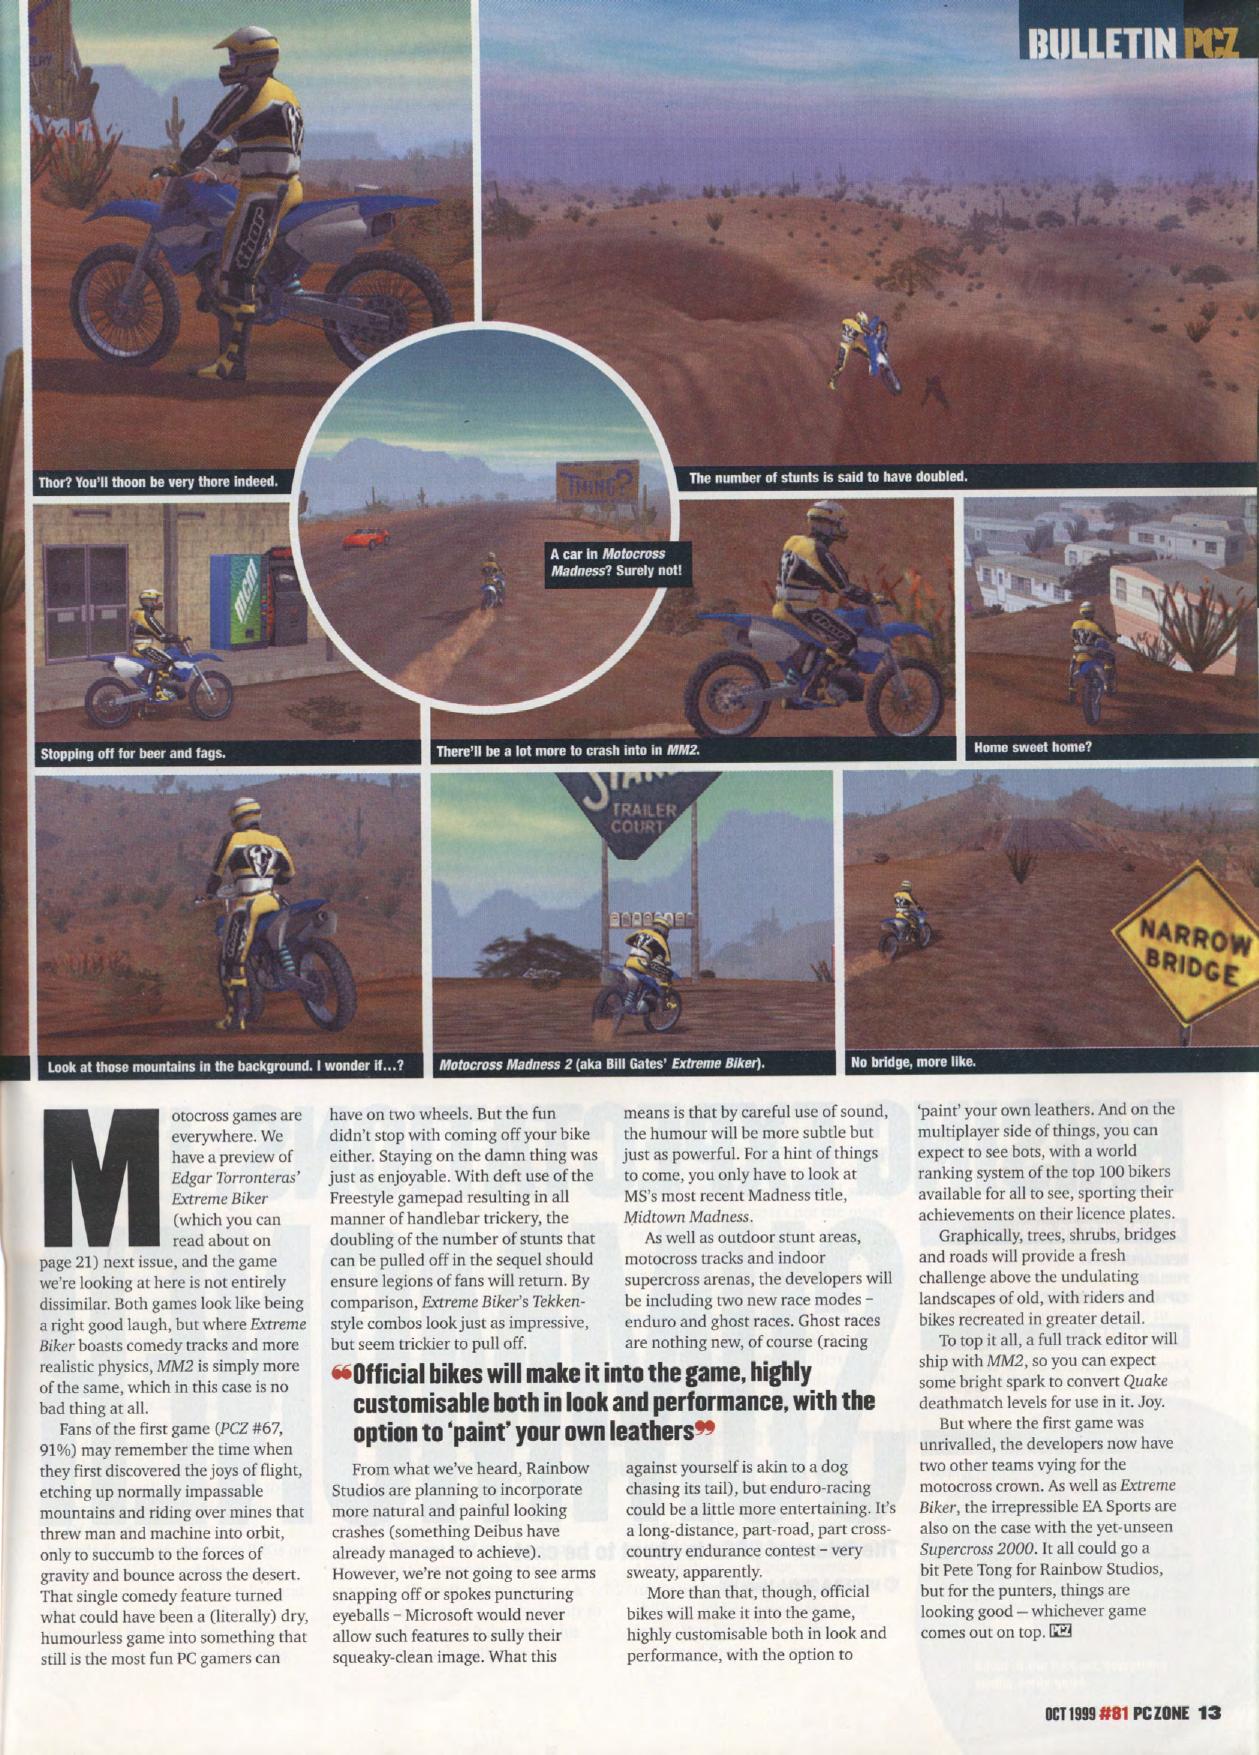 BULLETIN PCZ
thor
Thor? You'll thoon be very thore indeed.
The number of stunts is said to have doubled.
THE
THING?
A car in Motocross
Madness? Surely not!
mcm
thor
Stopping off for beer and fags.
There'll be a lot more to crash into in MM2.
Home sweet home?
TRAILER
COURT
NARROW
BRIDGE
Look at those mountains in the background. I wonder if...?
Motocross Madness 2 (aka Bill Gates' Extreme Biker).
No bridge, more like.
Motocross games are
everywhere. We
have a preview of
Edgar Torronteras'
Extreme Biker
(which you can
read about on
page 21) next issue, and the game
we're looking at here is not entirely
dissimilar. Both games look like being
a right good laugh, but where Extreme
Biker boasts comedy tracks and more
realistic physics, MM2 is simply more
of the same, which in this case is no
bad thing at all.
Fans of the first game (PCZ #67,
91%) may remember the time when
they first discovered the joys of flight,
etching up normally impassable
mountains and riding over mines that
threw man and machine into orbit,
only to succumb to the forces of
gravity and bounce across the desert.
That single comedy feature turned
what could have been a (literally) dry,
humourless game into something that
still is the most fun PC gamers can
have on two wheels. But the fun
didn't stop with coming off your bike
either. Staying on the damn thing was
just as enjoyable. With deft use of the
Freestyle gamepad resulting in all
manner of handlebar trickery, the
doubling of the number of stunts that
can be pulled off in the sequel should
ensure legions of fans will return. By
comparison, Extreme Biker's Tekken-
style combos look just as impressive,
but seem trickier to pull off.
“Official bikes will make it into the game, highly
customisable both in look and performance, with the
option to 'paint' your own leathers”
From what we've heard, Rainbow
Studios are planning to incorporate
more natural and painful looking
crashes (something Deibus have
already managed to achieve).
However, we're not going to see arms
snapping off or spokes puncturing
eyeballs – Microsoft would never
allow such features to sully their
squeaky-clean image. What this
means is that by careful use of sound,
the humour will be more subtle but
just as powerful. For a hint of things
to come, you only have to look at
MS's most recent Madness title,
Midtown Madness.
As well as outdoor stunt areas,
motocross tracks and indoor
supercross arenas, the developers will
be including two new race modes –
enduro and ghost races. Ghost races
are nothing new, of course (racing
against yourself is akin to a dog
chasing its tail), but enduro-racing
could be a little more entertaining. It's
a long-distance, part-road, part cross-
country endurance contest – very
sweaty, apparently.
More than that, though, official
bikes will make it into the game,
highly customisable both in look and
performance, with the option to
'paint' your own leathers. And on the
multiplayer side of things, you can
expect to see bots, with a world
ranking system of the top 100 bikers
available for all to see, sporting their
achievements on their licence plates.
Graphically, trees, shrubs, bridges
and roads will provide a fresh
challenge above the undulating
landscapes of old, with riders and
bikes recreated in greater detail.
To top it all, a full track editor will
ship with MM2, so you can expect
some bright spark to convert Quake
deathmatch levels for use in it. Joy.
But where the first game was
unrivalled, the developers now have
two other teams vying for the
motocross crown. As well as Extreme
Biker, the irrepressible EA Sports are
also on the case with the yet-unseen
Supercross 2000. It all could go a
bit Pete Tong for Rainbow Studios,
but for the punters, things are
looking good – whichever game
comes out on top. PCZ
OCT 1999 #81 PC ZONE 13